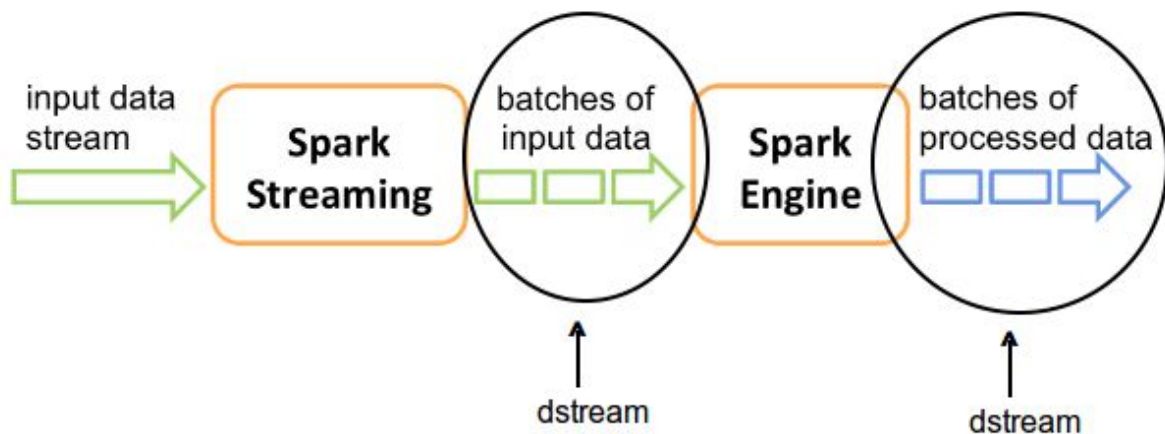 input data
stream
Spark
Streaming
batches of
input data
Spark
Engine
batches of
processed data
dstream
dstream